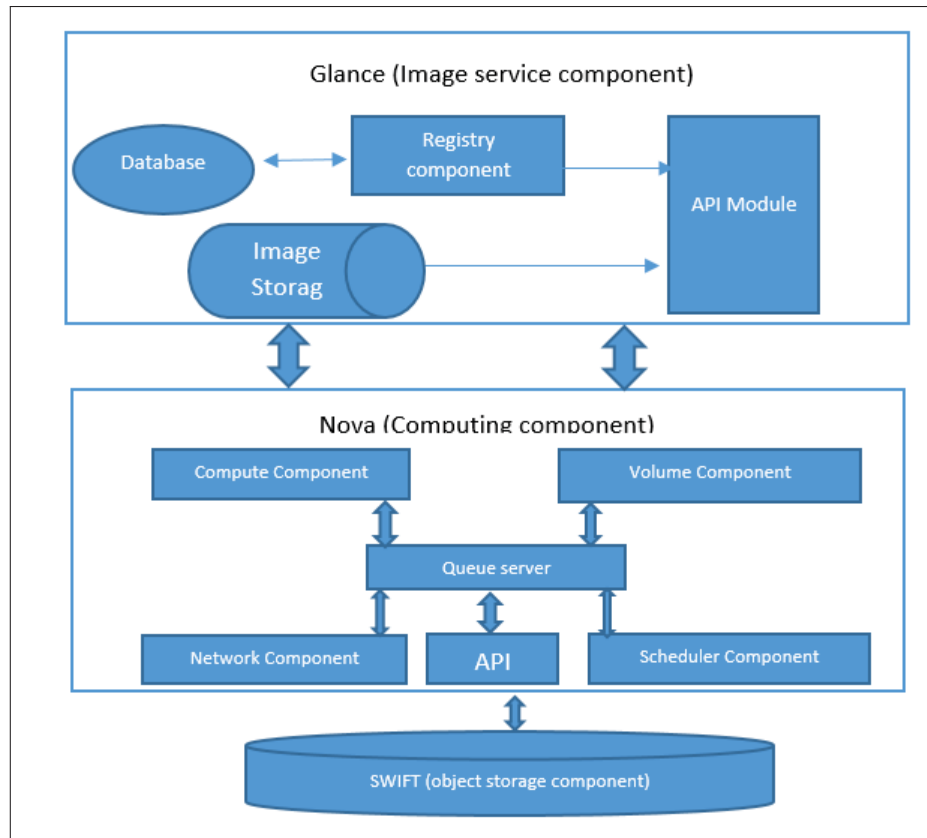 Glance (Image service component)
Database
Registry
component
API Module
Image
Storag
Nova (Computing component)
Compute Component
Volume Component
Queue server
Network Component
API
Scheduler Component
SWIFT (object storage component)